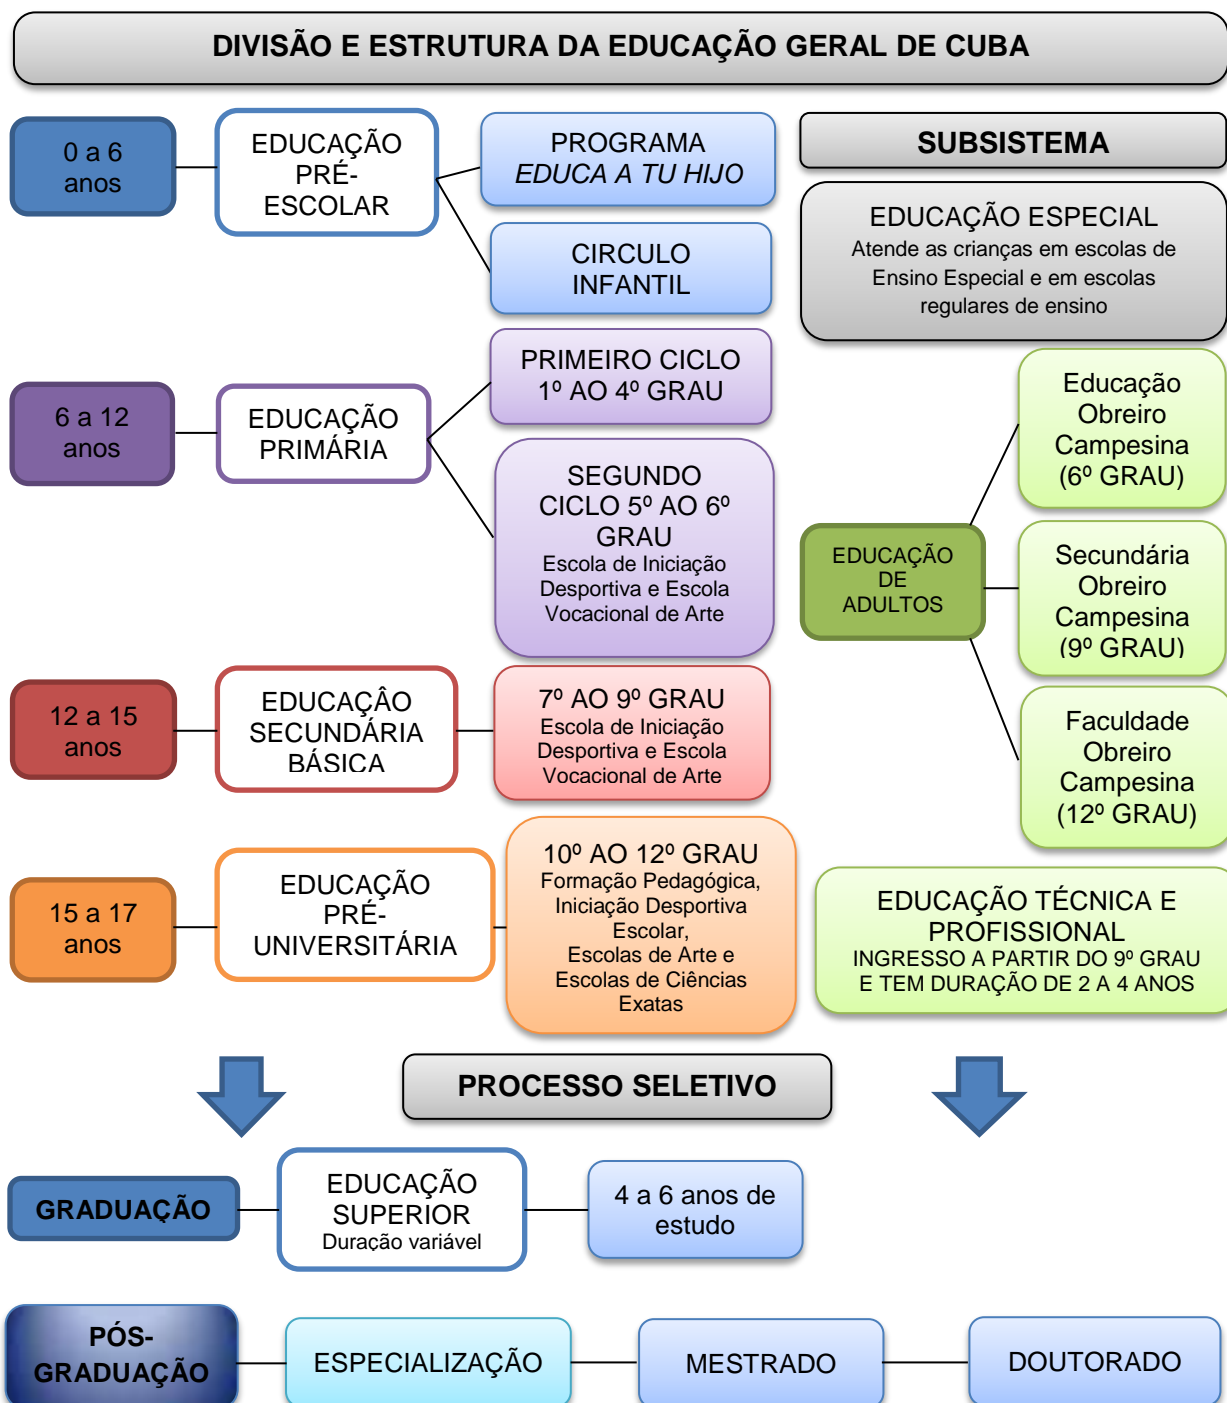 DIVISÃO E ESTRUTURA DA EDUCAÇÃO GERAL DE CUBA
0 a 6
anos
EDUCAÇÃO
PRÉ-
ESCOLAR
PROGRAMA
EDUCA A TU HIJO
CIRCULO
INFANTIL
6 a 12
anos
EDUCAÇÃO
PRIMÁRIA
PRIMEIRO CICLO
1º AO 4º GRAU
SEGUNDO
CICLO 5º AO 6º
GRAU
Escola de Iniciação
Desportiva e Escola
Vocacional de Arte
12 a 15
anos
EDUCAÇÂO
SECUNDÁRIA
BÁSICA
7º AO 9º GRAU
Escola de Iniciação
Desportiva e Escola
Vocacional de Arte
15 a 17
anos
EDUCAÇÃO
PRÉ-
UNIVERSITÁRIA
10º AO 12º GRAU
Formação Pedagógica,
Iniciação Desportiva
Escolar,
Escolas de Arte e
Escolas de Ciências
Exatas
SUBSISTEMA
EDUCAÇÃO ESPECIAL
Atende as crianças em escolas de
Ensino Especial e em escolas
regulares de ensino
EDUCAÇÃO
DE
ADULTOS
Educação
Obreiro
Campesina
(6º GRAU)
Secundária
Obreiro
Campesina
(9º GRAU)
Faculdade
Obreiro
Campesina
(12º GRAU)
EDUCAÇÃO TÉCNICA E
PROFISSIONAL
INGRESSO A PARTIR DO 9º GRAU
E TEM DURAÇÃO DE 2 A 4 ANOS
PROCESSO SELETIVO
GRADUAÇÃO
EDUCAÇÃO
SUPERIOR
Duração variável
4 a 6 anos de
estudo
PÓS-
GRADUAÇÃO
ESPECIALIZAÇÃO
MESTRADO
DOUTORADO